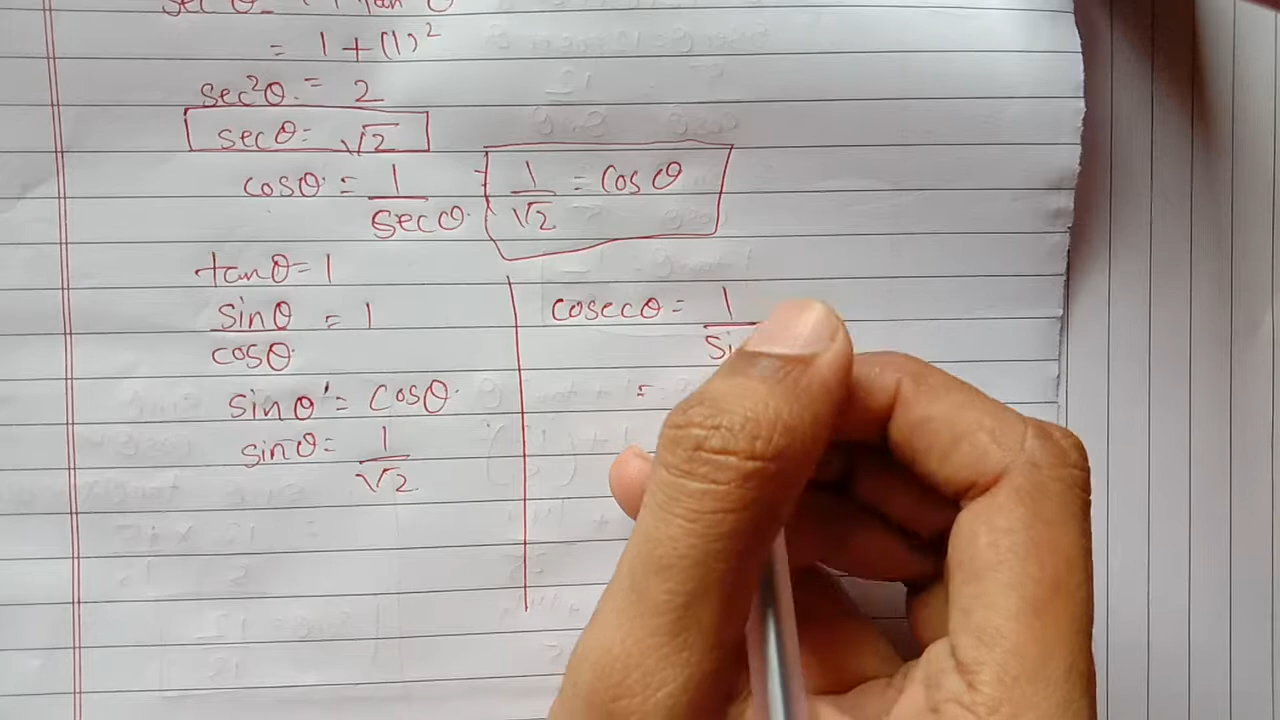 = 1 + (1)²
sec²θ = 2
secθ = √2
cosθ = 1/secθ
1/√2 = cosθ
tanθ = 1
sinθ/cosθ = 1
sinθ = cosθ
sinθ = 1/√2
cosecθ = 1/
=